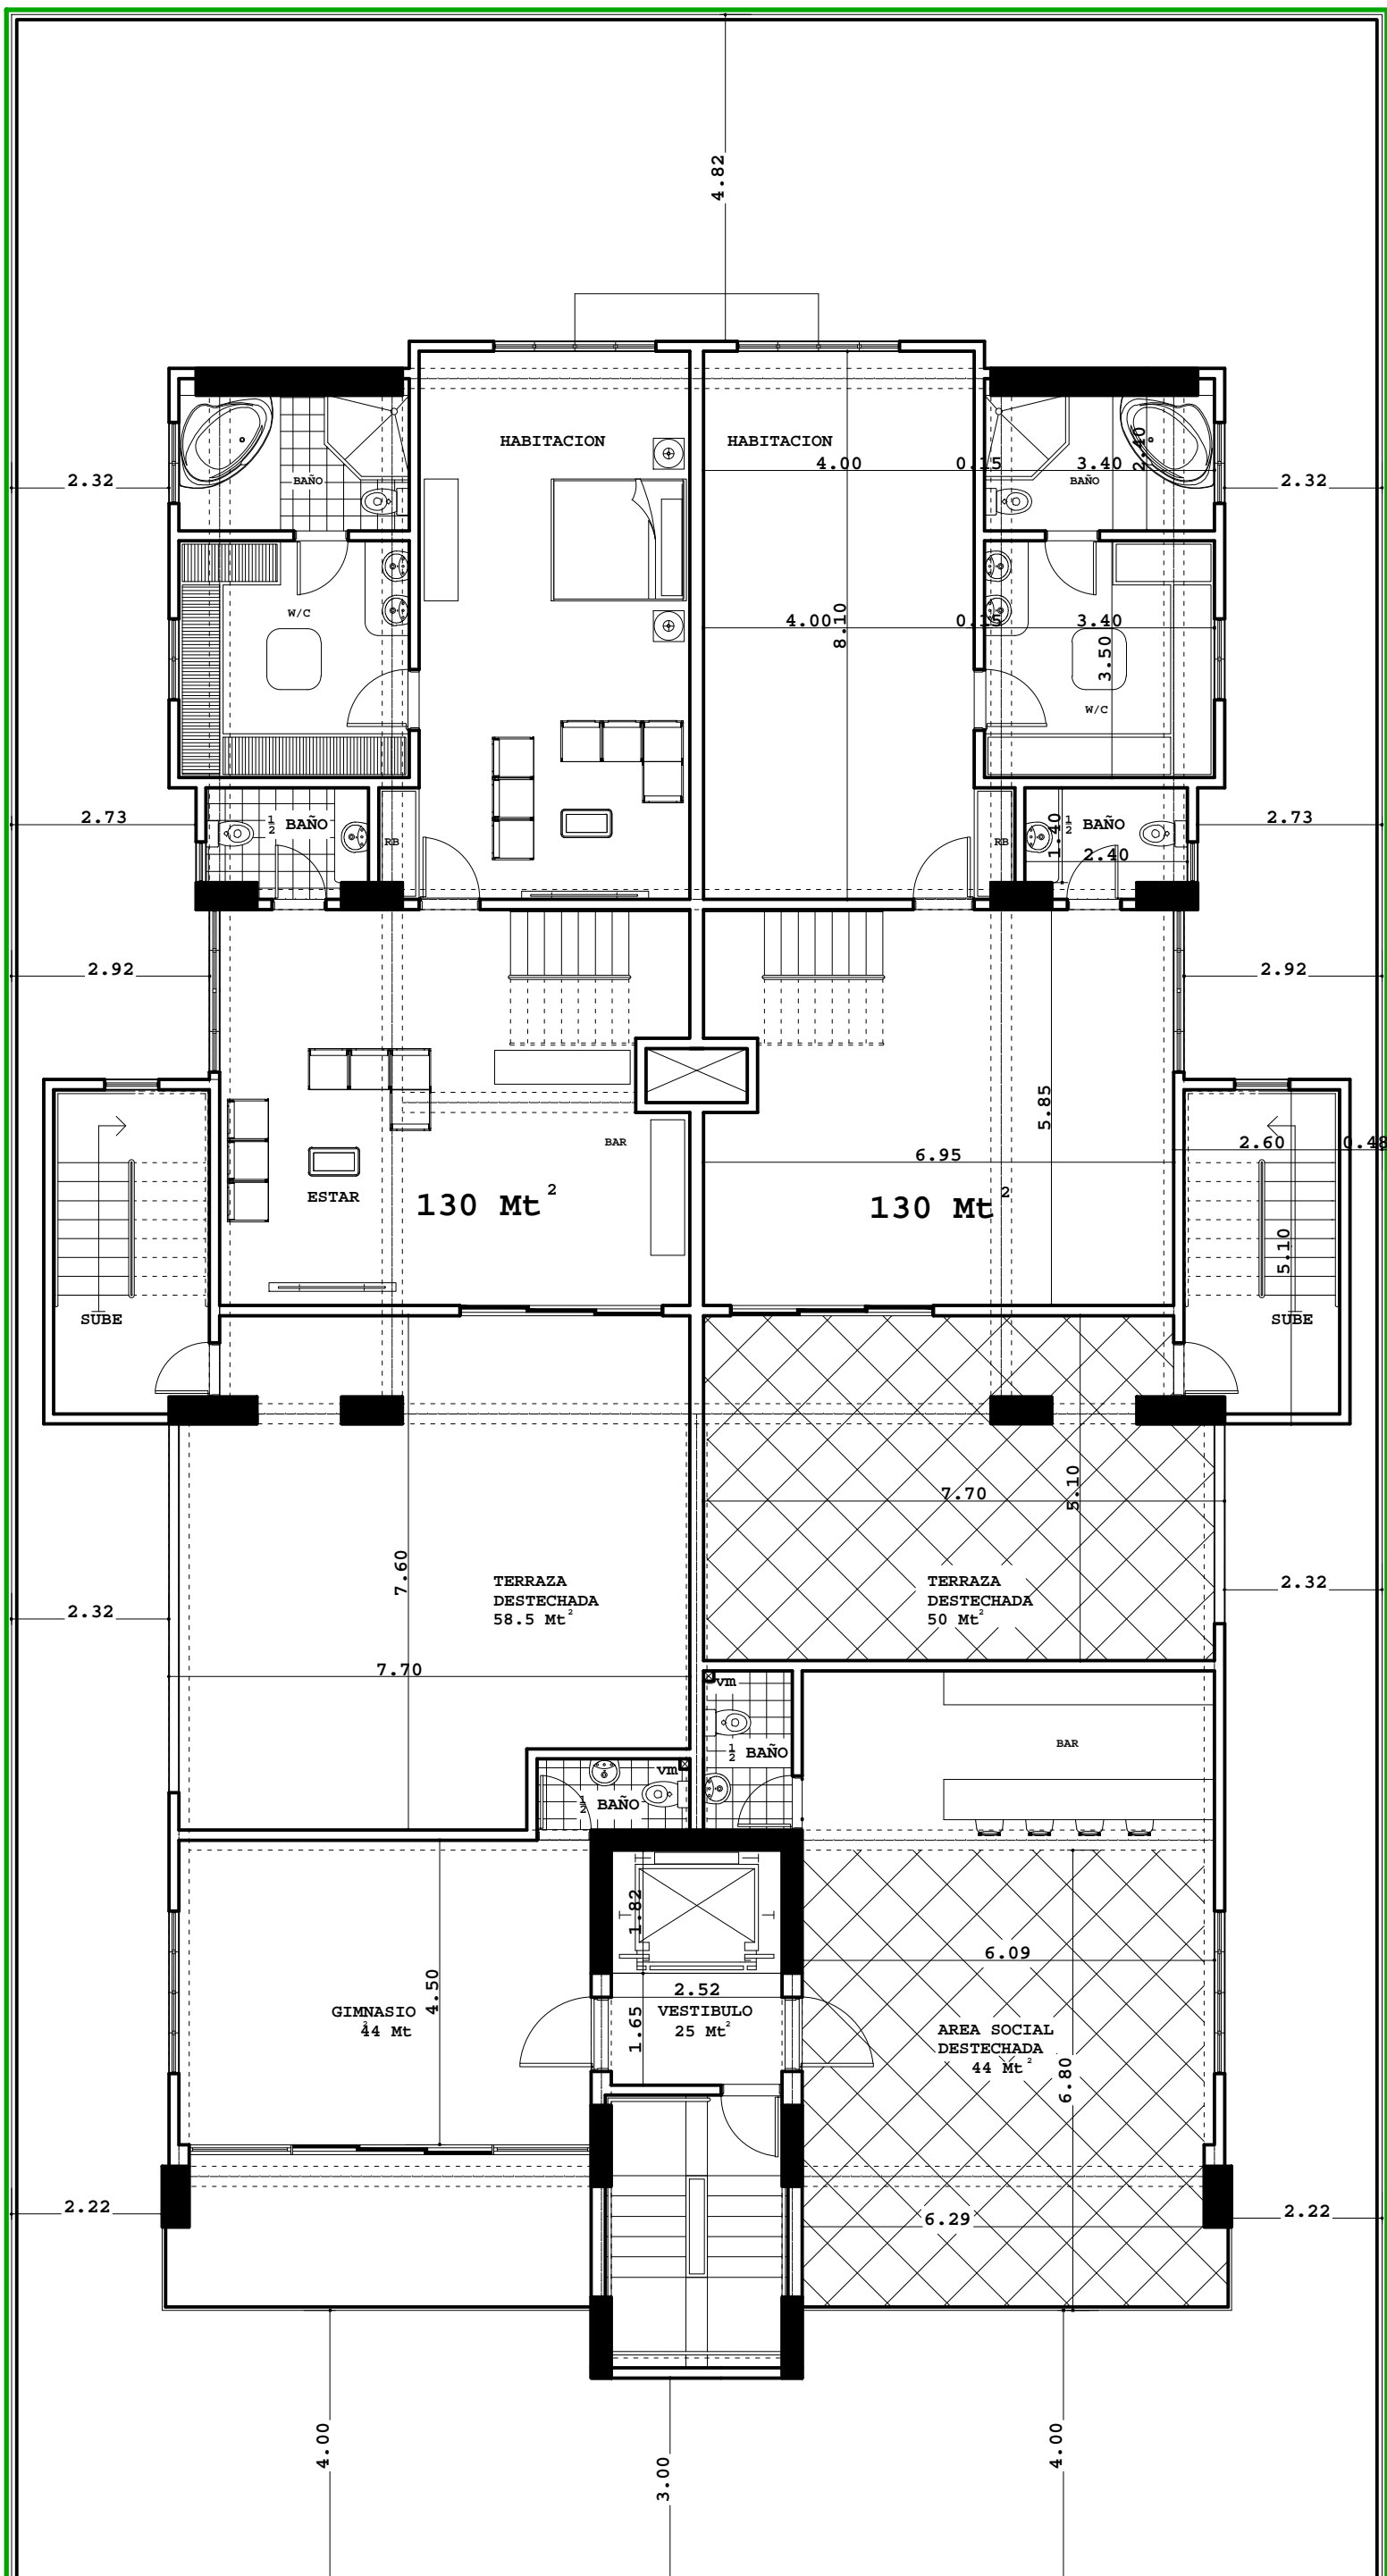 4.82
HABITACION
HABITACION
4.00
0.15
3.40
2.40
2.32
BAÑO
BAÑO
2.32
W/C
4.00
0.15
3.40
8.10
3.50
W/C
2.73
½ BAÑO
RB
RB
1.40
½ BAÑO
2.40
2.73
2.92
2.92
5.85
BAR
6.95
2.60
0.48
ESTAR
130 Mt²
130 Mt²
5.10
SUBE
SUBE
7.70
5.10
7.60
TERRAZA
DESTECHADA
58.5 Mt²
TERRAZA
DESTECHADA
50 Mt²
2.32
2.32
7.70
vm
½ BAÑO
BAR
vm
½ BAÑO
1.82
6.09
4.50
2.52
GIMNASIO
44 Mt²
VESTIBULO
25 Mt²
1.65
AREA SOCIAL
DESTECHADA
44 Mt²
6.80
2.22
6.29
2.22
4.00
3.00
4.00